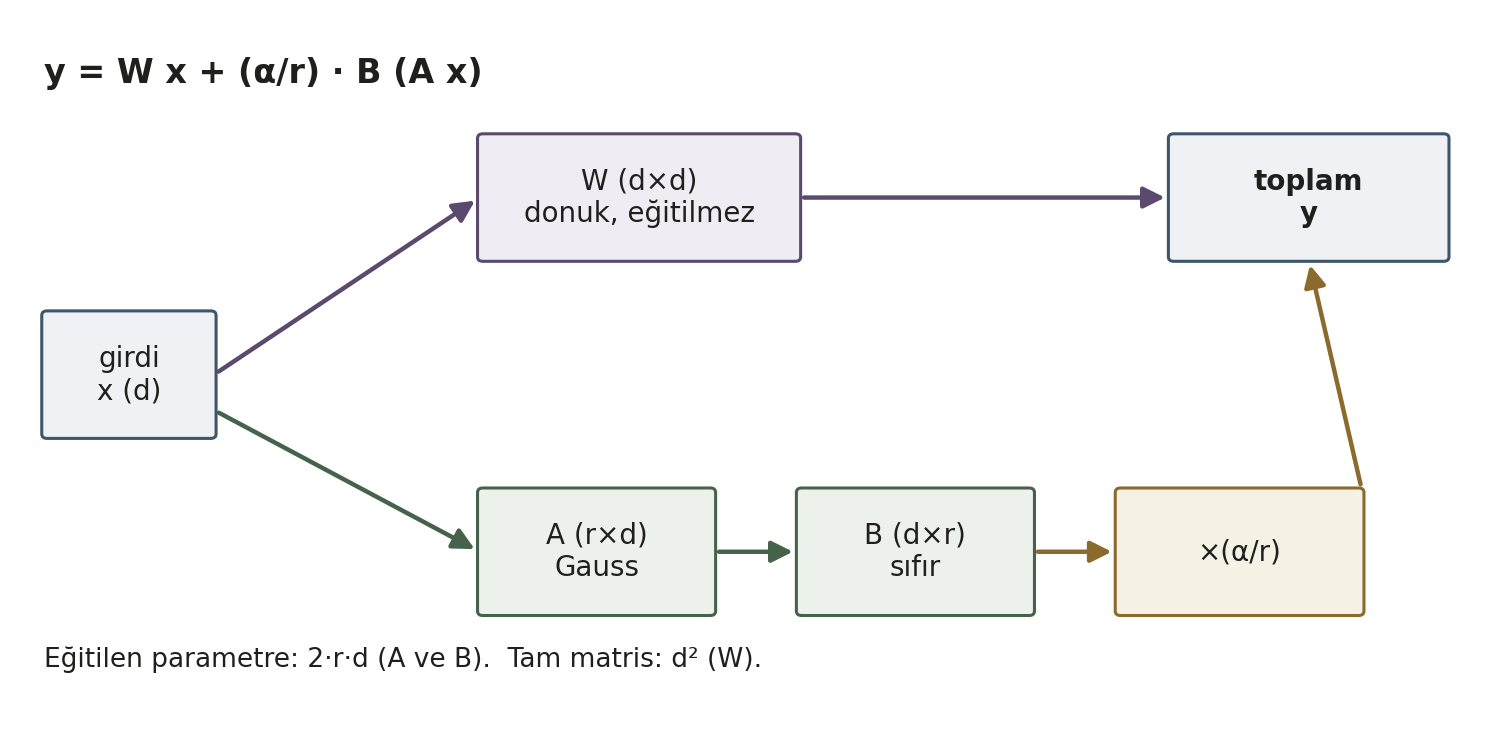 y = W x + (α/r) · B (A x)
W (d×d)
donuk, eğitilmez
toplam
y
girdi
x (d)
A (r×d)
Gauss
B (d×r)
sıfır
×(α/r)
Eğitilen parametre: 2·r·d (A ve B).  Tam matris: d² (W).